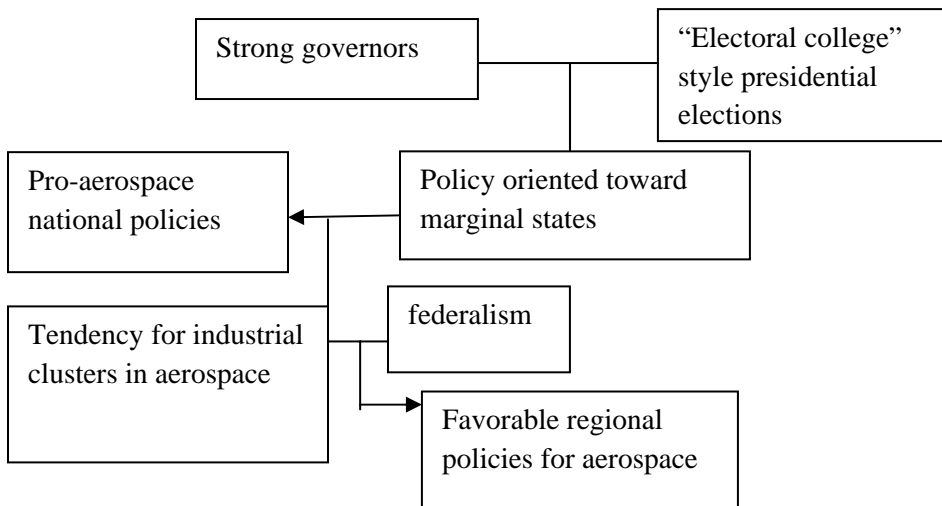 Strong governors
“Electoral college”
style presidential
elections
Pro-aerospace
national policies
Policy oriented toward
marginal states
Tendency for industrial
clusters in aerospace
federalism
Favorable regional
policies for aerospace